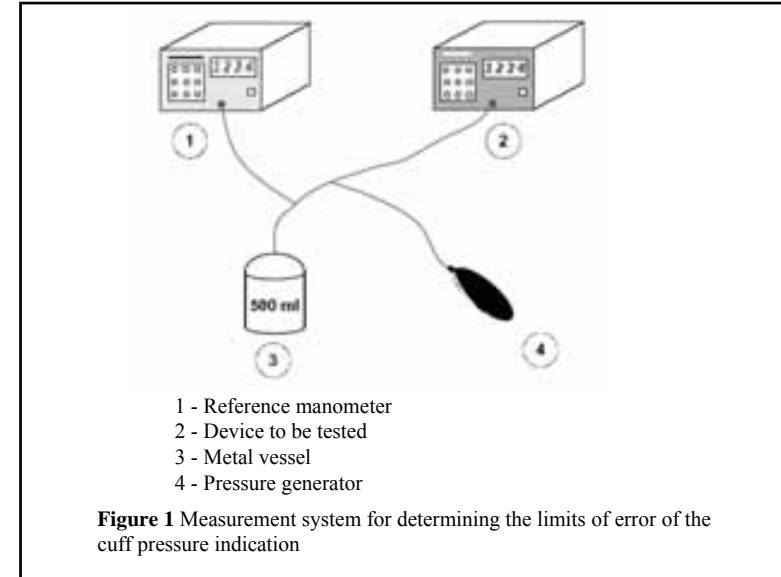 1234
1234
1
2
500 ml
3
4
1 - Reference manometer
2 - Device to be tested
3 - Metal vessel
4 - Pressure generator
Figure 1 Measurement system for determining the limits of error of the
cuff pressure indication